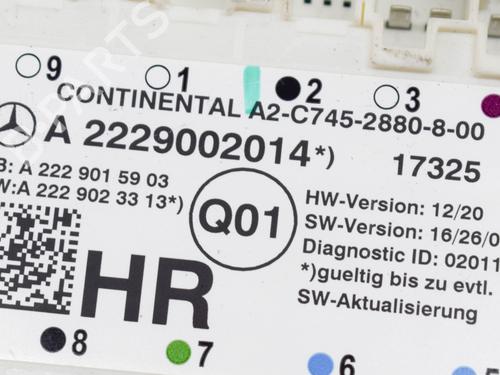 9 1 2 3
CONTINENTAL A2-C745-2880-8-00
A 2229002014*) 17325
B: A 222 901 59 03
W: A 222 902 33 13*)
Q01
HW-Version: 12/20
SW-Version: 16/26/0
Diagnostic ID: 02011
*)gueltig bis zu evtl.
SW-Aktualisierung
HR
8 7 6 5